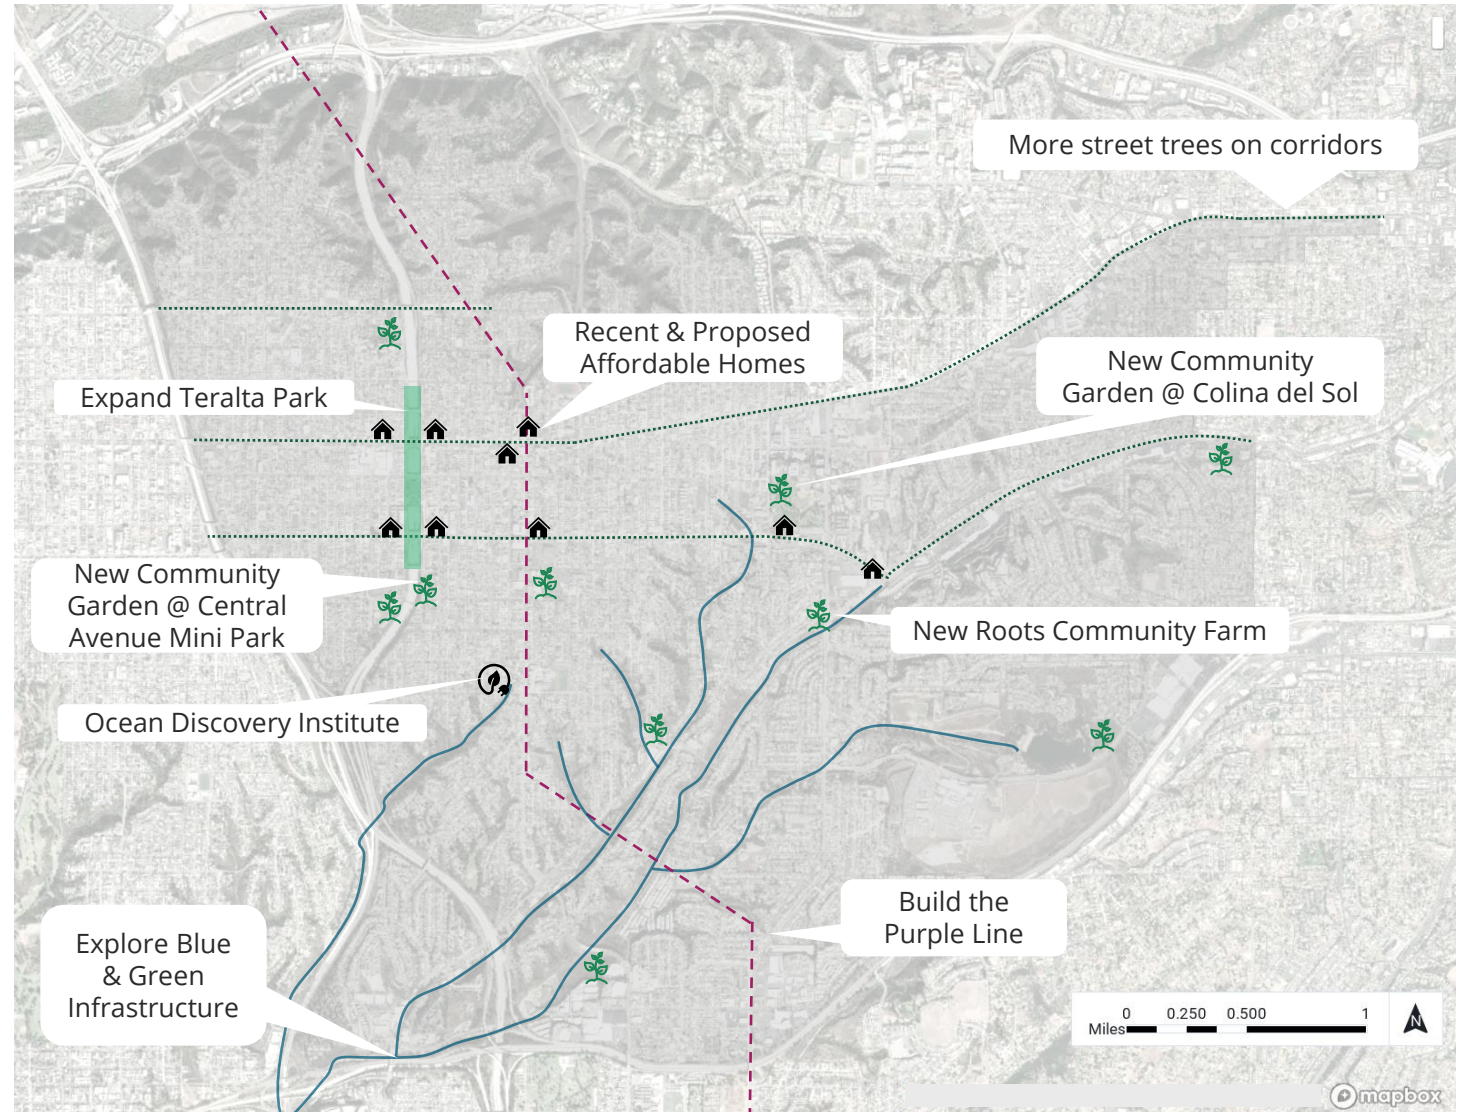 More street trees on corridors
Recent & Proposed
Affordable Homes
New Community
Garden @ Colina del Sol
Expand Teralta Park
New Community
Garden @ Central
Avenue Mini Park
New Roots Community Farm
Ocean Discovery Institute
Build the
Purple Line
Explore Blue
& Green
Infrastructure
0 0.250 0.500 1
Miles
N
mapbox